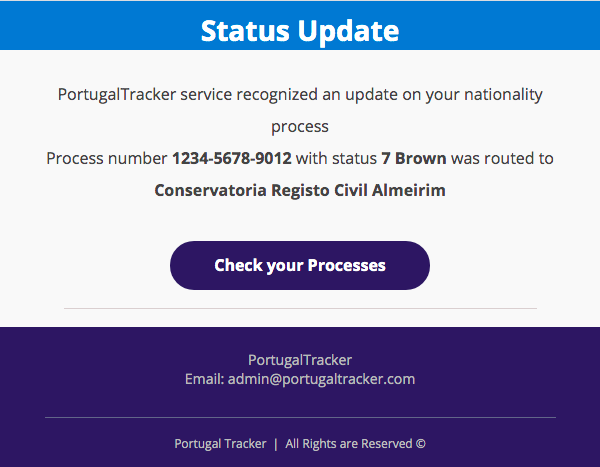 Status Update
PortugalTracker service recognized an update on your nationality
process
Process number 1234-5678-9012 with status 7 Brown was routed to
Conservatoria Registo Civil Almeirim
Check your Processes
PortugalTracker
Email: admin@portugaltracker.com
Portugal Tracker | All Rights are Reserved ©